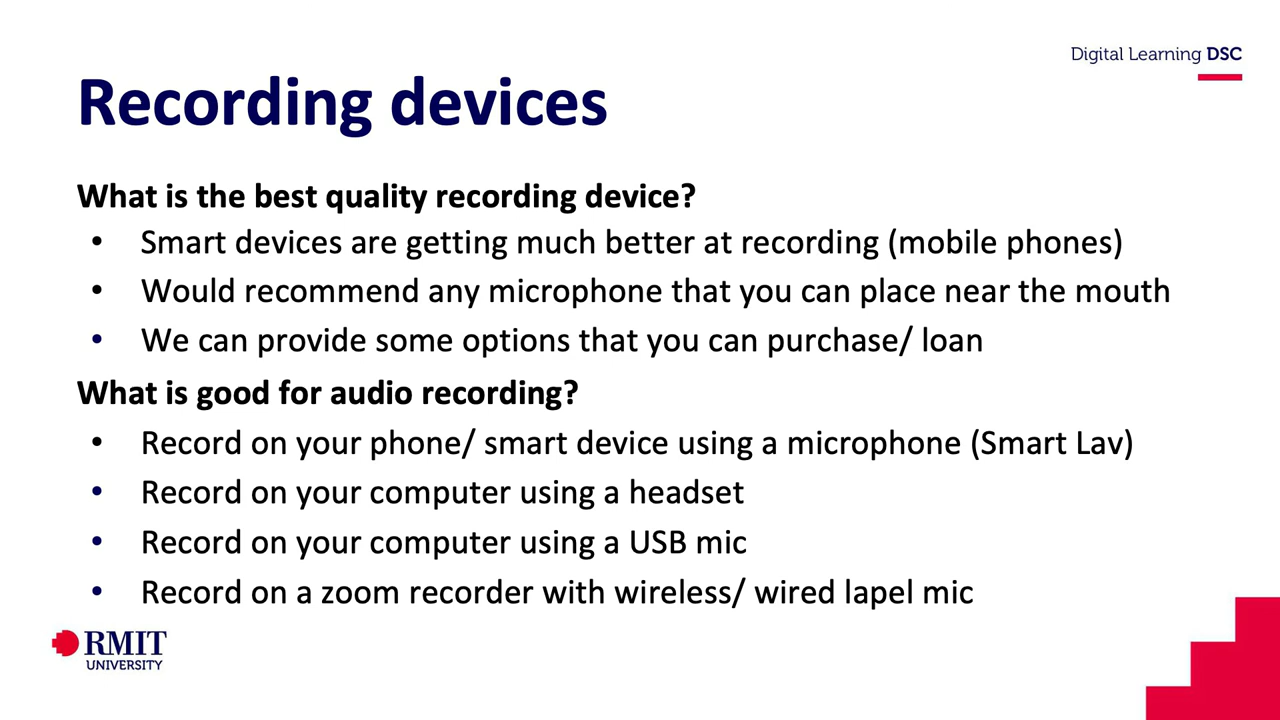 Digital Learning DSC
Recording devices
What is the best quality recording device?
• Smart devices are getting much better at recording (mobile phones)
• Would recommend any microphone that you can place near the mouth
• We can provide some options that you can purchase/ loan
What is good for audio recording?
• Record on your phone/ smart device using a microphone (Smart Lav)
• Record on your computer using a headset
• Record on your computer using a USB mic
• Record on a zoom recorder with wireless/ wired lapel mic
RMIT
UNIVERSITY